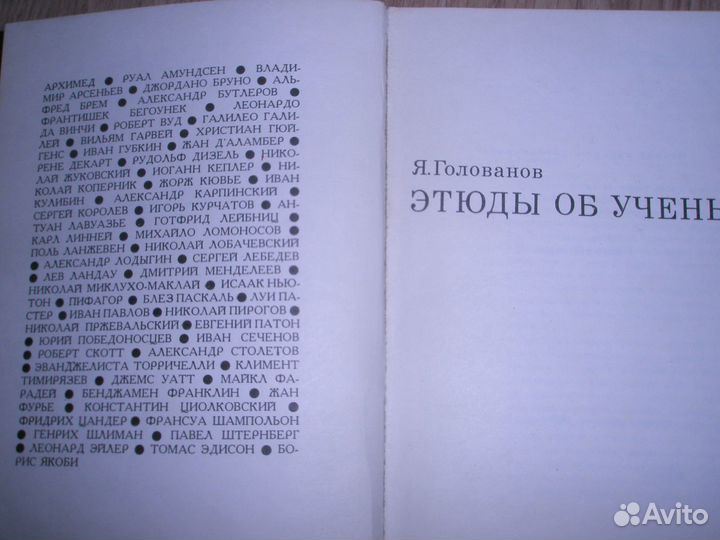 АРХИМЕД ● РУАЛ АМУНДСЕН ● ВЛАДИ-
МИР АРСЕНЬЕВ ● ДЖОРДАНО БРУНО ● АЛЬ-
ФРЕД БРЕМ ● АЛЕКСАНДР БУТЛЕРОВ ●
ФРАНТИШЕК БЕГОУНЕК ● ЛЕОНАРДО
ДА ВИНЧИ ● РОБЕРТ ВУД ● ГАЛИЛЕО ГАЛИ-
ЛЕЙ ● ВИЛЬЯМ ГАРВЕЙ ● ХРИСТИАН ГЮЙ-
ГЕНС ● ИВАН ГУБКИН ● ЖАН Д'АЛАМБЕР ●
РЕНЕ ДЕКАРТ ● РУДОЛЬФ ДИЗЕЛЬ ● НИКО-
ЛАЙ ЖУКОВСКИЙ ● ИОГАНН КЕПЛЕР ● НИ-
КОЛАЙ КОПЕРНИК ● ЖОРЖ КЮВЬЕ ● ИВАН
КУЛИБИН ● АЛЕКСАНДР КАРПИНСКИЙ ●
СЕРГЕЙ КОРОЛЕВ ● ИГОРЬ КУРЧАТОВ ● АН-
ТУАН ЛАВУАЗЬЕ ● ГОТФРИД ЛЕЙБНИЦ ●
КАРЛ ЛИННЕЙ ● МИХАЙЛО ЛОМОНОСОВ ●
ПОЛЬ ЛАНЖЕВЕН ● НИКОЛАЙ ЛОБАЧЕВСКИЙ
● АЛЕКСАНДР ЛОДЫГИН ● СЕРГЕЙ ЛЕБЕДЕВ
● ЛЕВ ЛАНДАУ ● ДМИТРИЙ МЕНДЕЛЕЕВ ●
НИКОЛАЙ МИКЛУХО-МАКЛАЙ ● ИСААК НЬЮ-
ТОН ● ПИФАГОР ● БЛЕЗ ПАСКАЛЬ ● ЛУИ ПА-
СТЕР ● ИВАН ПАВЛОВ ● НИКОЛАЙ ПИРОГОВ ●
НИКОЛАЙ ПРЖЕВАЛЬСКИЙ ● ЕВГЕНИЙ ПАТОН
● ЮРИЙ ПОБЕДОНОСЦЕВ ● ИВАН СЕЧЕНОВ
● РОБЕРТ СКОТТ ● АЛЕКСАНДР СТОЛЕТОВ
● ЭВАНДЖЕЛИСТА ТОРРИЧЕЛЛИ ● КЛИМЕНТ
ТИМИРЯЗЕВ ● ДЖЕМС УАТТ ● МАЙКЛ ФА-
РАДЕЙ ● БЕНДЖАМЕН ФРАНКЛИН ● ЖАН
ФУРЬЕ ● КОНСТАНТИН ЦИОЛКОВСКИЙ ●
ФРИДРИХ ЦАНДЕР ● ФРАНСУА ШАМПОЛЬОН
● ГЕНРИХ ШЛИМАН ● ПАВЕЛ ШТЕРНБЕРГ
● ЛЕОНАРД ЭЙЛЕР ● ТОМАС ЭДИСОН ● БО-
РИС ЯКОБИ
Я.Голованов
ЭТЮДЫ ОБ УЧЕНЫ
Avito